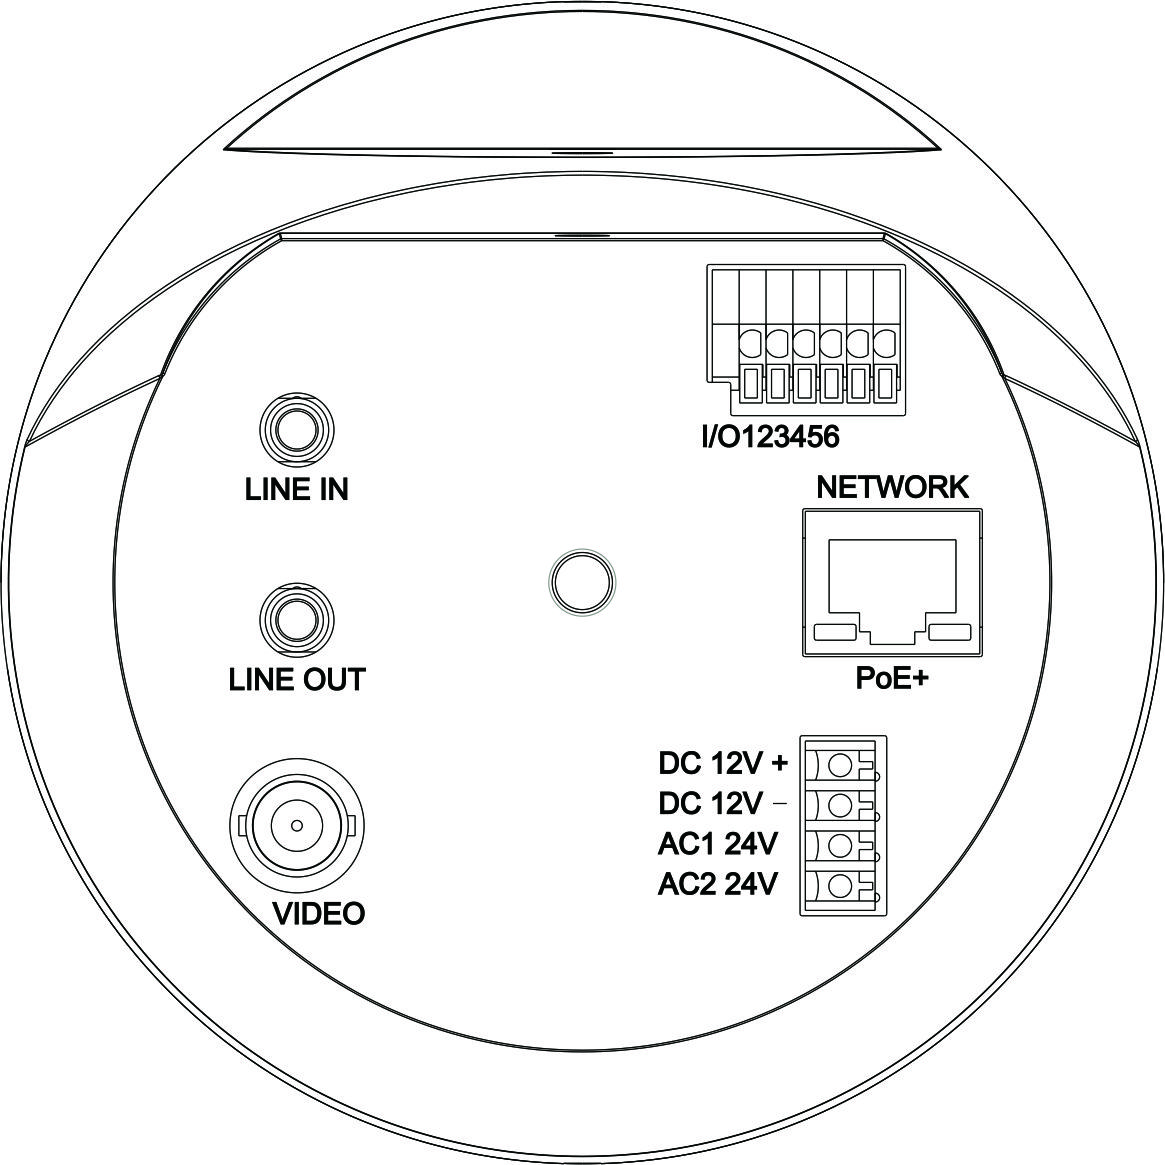 I/O123456
LINE IN
NETWORK
LINE OUT
PoE+
DC 12V +
DC 12V −
AC1 24V
AC2 24V
VIDEO